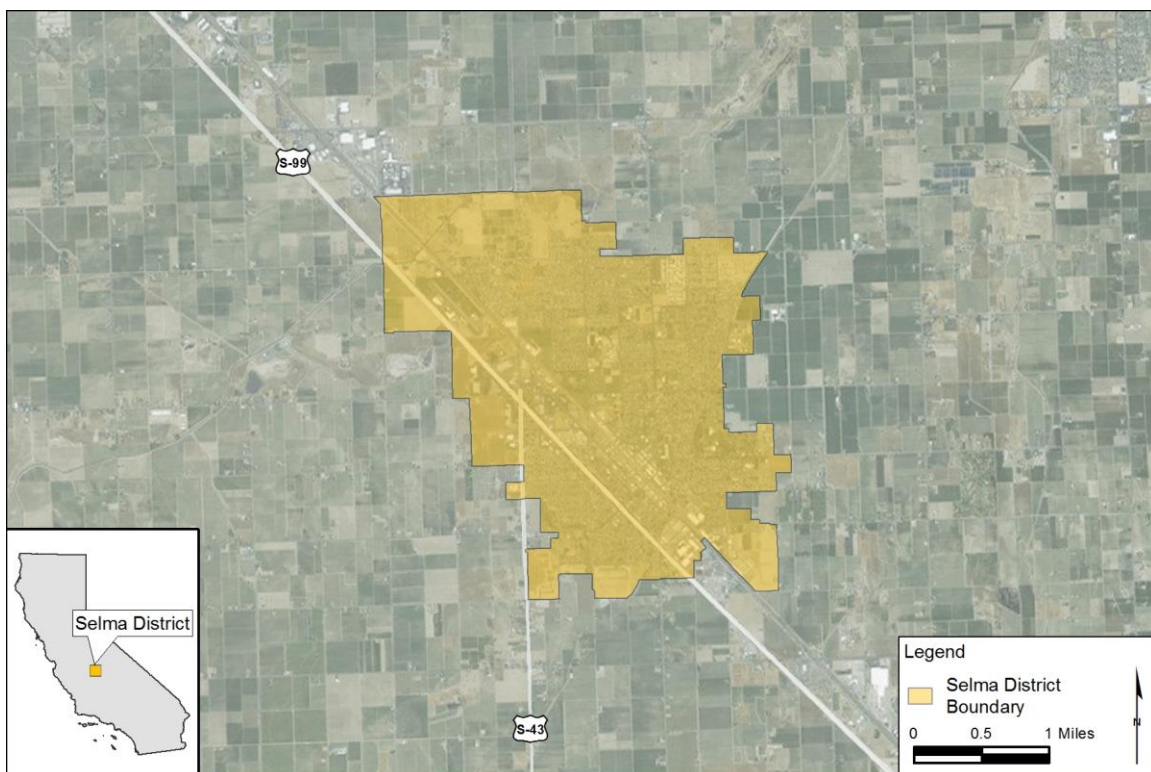 S-99
S-43
Selma District
Legend
Selma District
Boundary
0 0.5 1 Miles
N